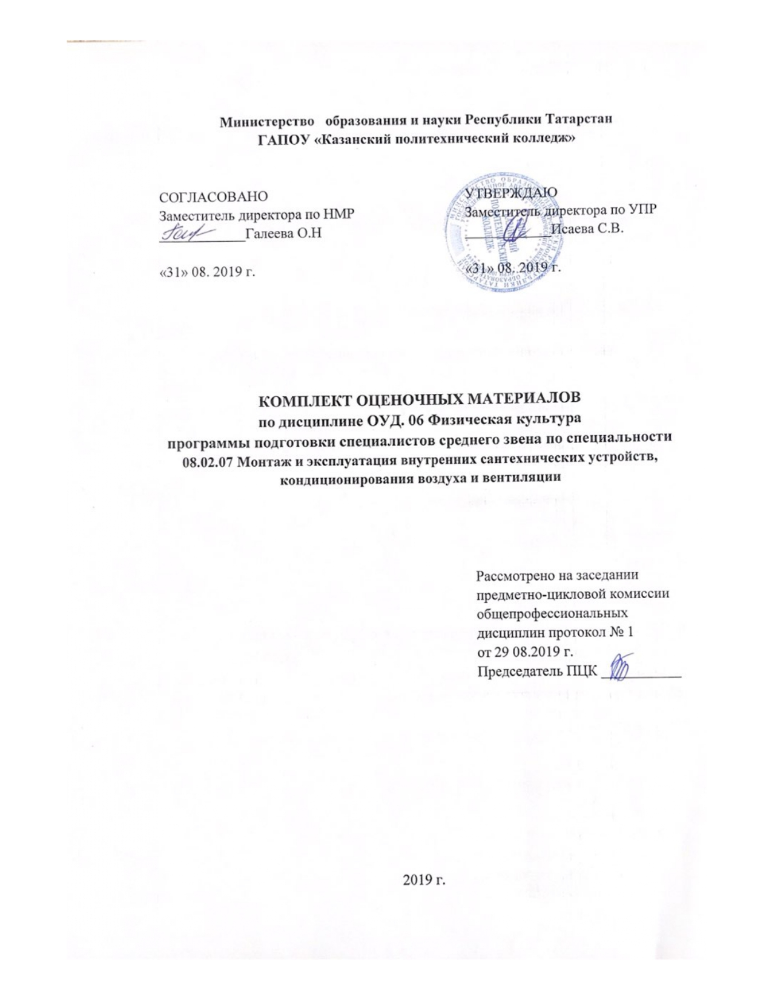 Министерство образования и науки Республики Татарстан
ГАПОУ «Казанский политехнический колледж»
СОГЛАСОВАНО
Заместитель директора по НМР
Галеева О.Н
«31» 08. 2019 г.
УТВЕРЖДАЮ
Заместитель директора по УПР
Исаева С.В.
«31» 08. 2019 г.
КОМПЛЕКТ ОЦЕНОЧНЫХ МАТЕРИАЛОВ
по дисциплине ОУД. 06 Физическая культура
программы подготовки специалистов среднего звена по специальности
08.02.07 Монтаж и эксплуатация внутренних сантехнических устройств,
кондиционирования воздуха и вентиляции
Рассмотрено на заседании
предметно-цикловой комиссии
общепрофессиональных
дисциплин протокол № 1
от 29 08.2019 г.
Председатель ПЦК
2019 г.